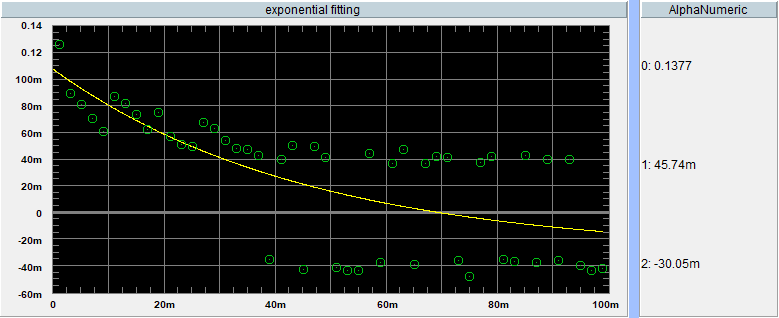 exponential fitting
AlphaNumeric
0.14
0.12
100m
80m
60m
40m
20m
0
-20m
-40m
-60m
0
20m
40m
60m
80m
100m
0: 0.1377
1: 45.74m
2: -30.05m